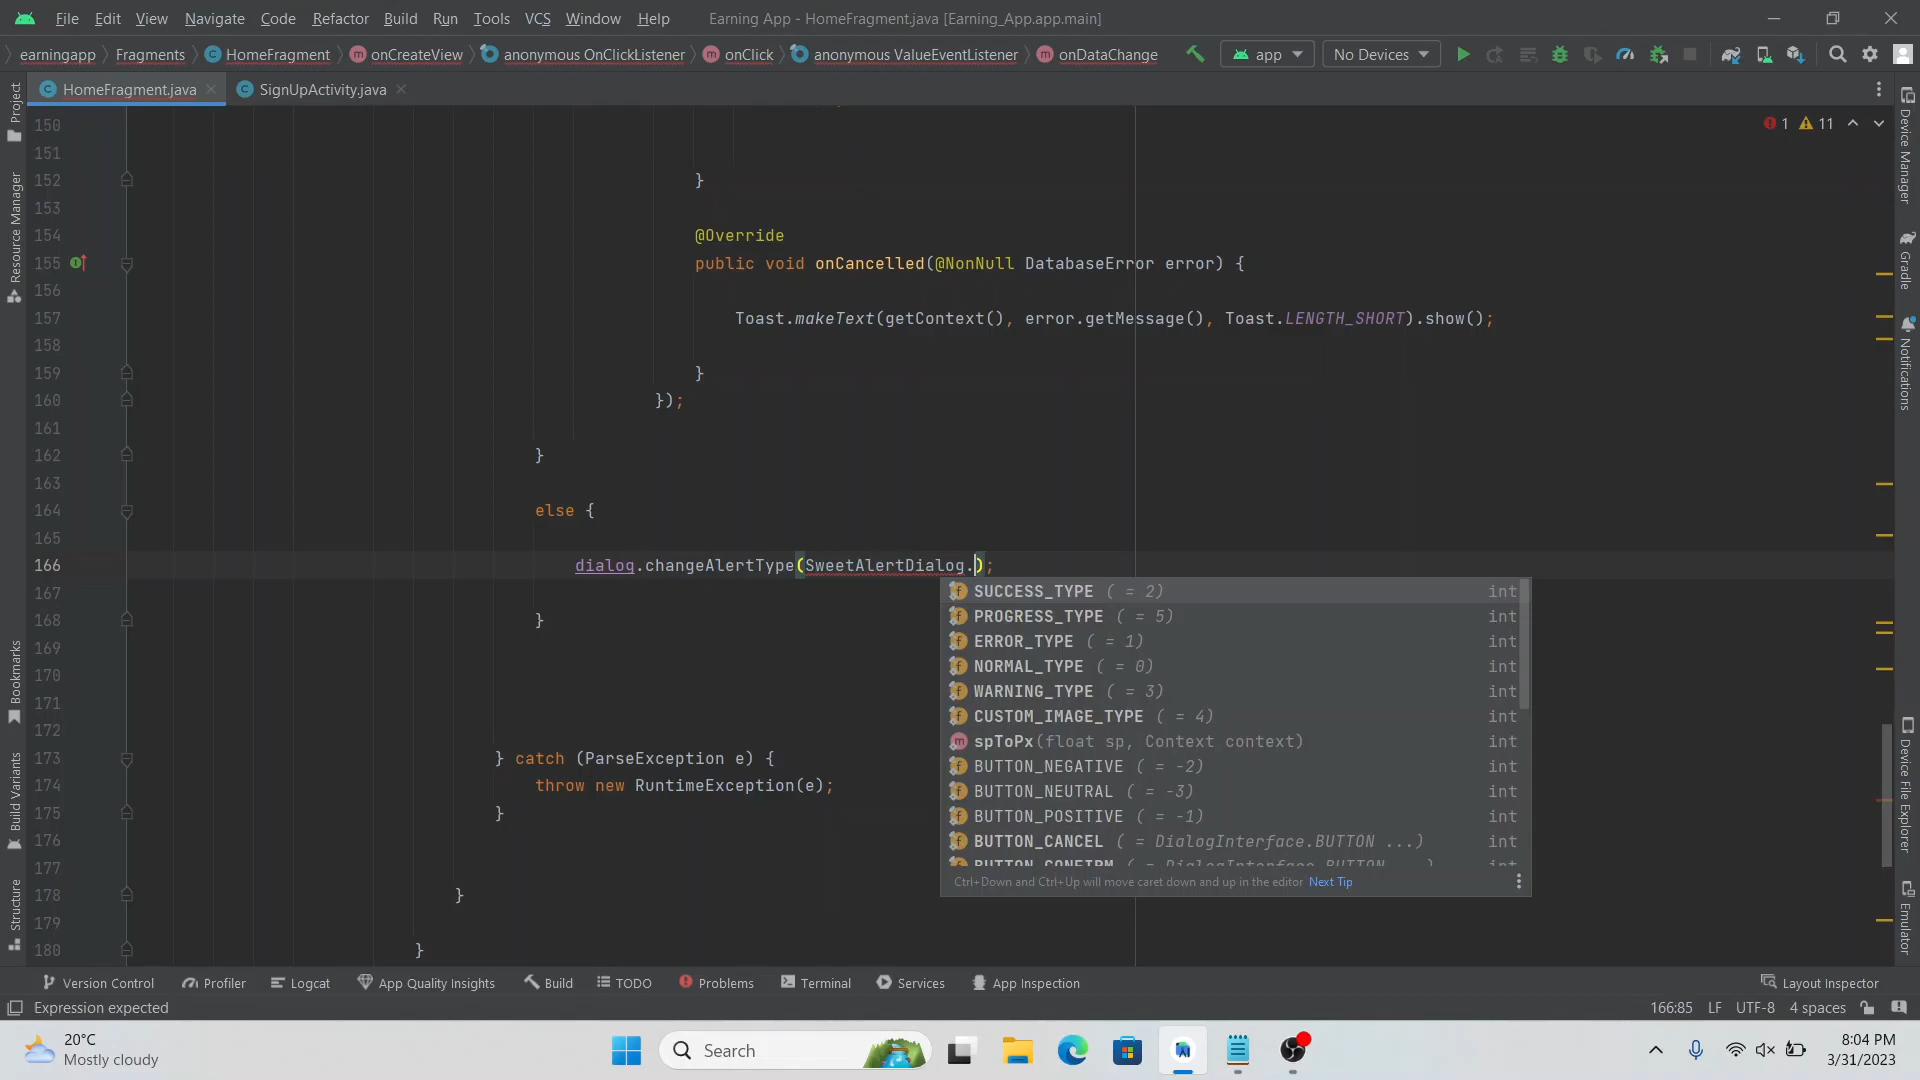 File Edit View Navigate Code Refactor Build Run Tools VCS Window Help Earning App - HomeFragment.java [Earning_App.app.main]
earningapp Fragments HomeFragment onCreateView anonymous OnClickListener onClick anonymous ValueEventListener onDataChange app No Devices
HomeFragment.java SignUpActivity.java
Project
Resource Manager
Bookmarks
Build Variants
Structure
Device Manager
Gradle
Notifications
Device File Explorer
Emulator
1 11
150
151
152 }
153
154 @Override
155 public void onCancelled(@NonNull DatabaseError error) {
156
157 Toast.makeText(getContext(), error.getMessage(), Toast.LENGTH_SHORT).show();
158
159 }
160 });
161
162 }
163
164 else {
165
166 dialog.changeAlertType(SweetAlertDialog.);
167
168 }
169
170
171
172
173 } catch (ParseException e) {
174 throw new RuntimeException(e);
175 }
176
177
178 }
179
180 }
SUCCESS_TYPE ( = 2) int
PROGRESS_TYPE ( = 5) int
ERROR_TYPE ( = 1) int
NORMAL_TYPE ( = 0) int
WARNING_TYPE ( = 3) int
CUSTOM_IMAGE_TYPE ( = 4) int
spToPx(float sp, Context context) int
BUTTON_NEGATIVE ( = -2) int
BUTTON_NEUTRAL ( = -3) int
BUTTON_POSITIVE ( = -1) int
BUTTON_CANCEL ( = DialogInterface.BUTTON ...) int
BUTTON_CONFIRM ( = DialogInterface.BUTTON ...) int
Ctrl+Down and Ctrl+Up will move caret down and up in the editor Next Tip
Version Control Profiler Logcat App Quality Insights Build TODO Problems Terminal Services App Inspection Layout Inspector
Expression expected 166:85 LF UTF-8 4 spaces
20°C
Mostly cloudy
Search
8:04 PM
3/31/2023